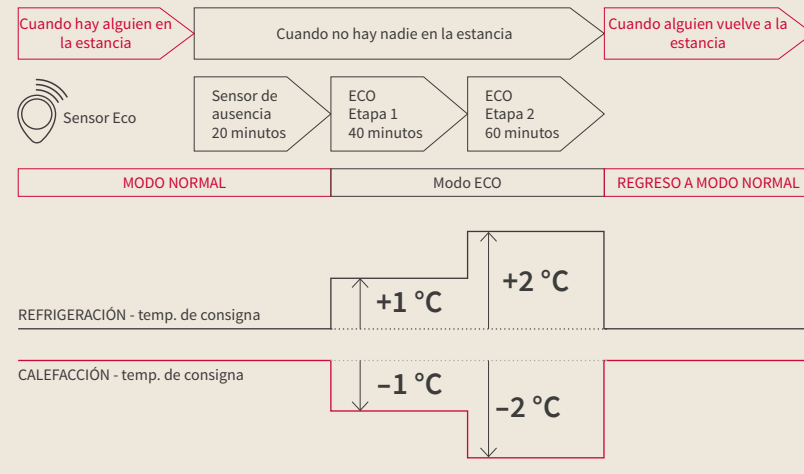 Cuando hay alguien en
la estancia
Cuando no hay nadie en la estancia
Cuando alguien vuelve a la
estancia
Sensor Eco
Sensor de
ausencia
20 minutos
ECO
Etapa 1
40 minutos
ECO
Etapa 2
60 minutos
MODO NORMAL
Modo ECO
REGRESO A MODO NORMAL
+1 °C
+2 °C
REFRIGERACIÓN - temp. de consigna
CALEFACCIÓN - temp. de consigna
–1 °C
–2 °C